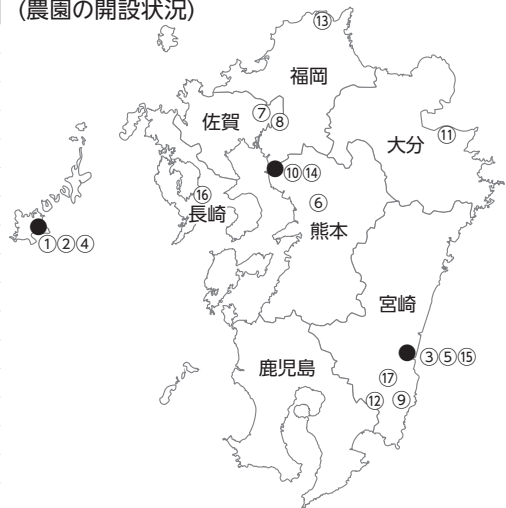 (農園の開設状況)
⑬
福岡
⑦
⑧
佐賀
大分
⑪
⑩⑭
⑯
長崎
⑥
熊本
①②④
宮崎
③⑤⑮
鹿児島
⑰
⑫
⑨